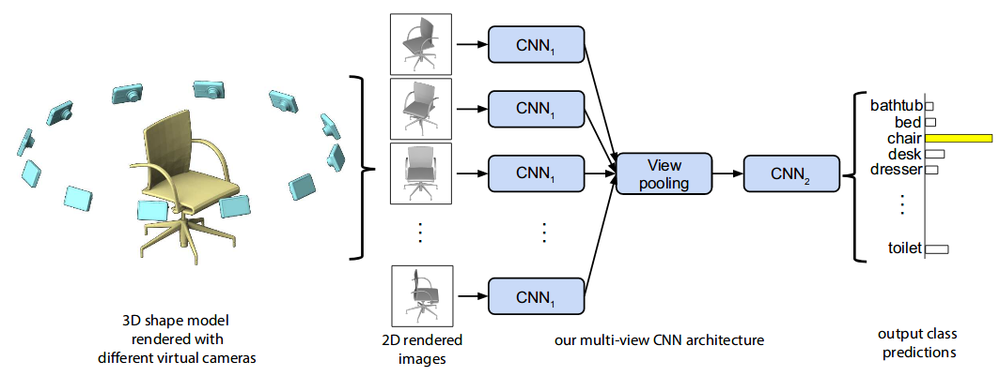 CNN₁
CNN₁
CNN₁
CNN₁
View
pooling
CNN₂
bathtub
bed
chair
desk
dresser
toilet
3D shape model
rendered with
different virtual cameras
2D rendered
images
our multi-view CNN architecture
output class
predictions